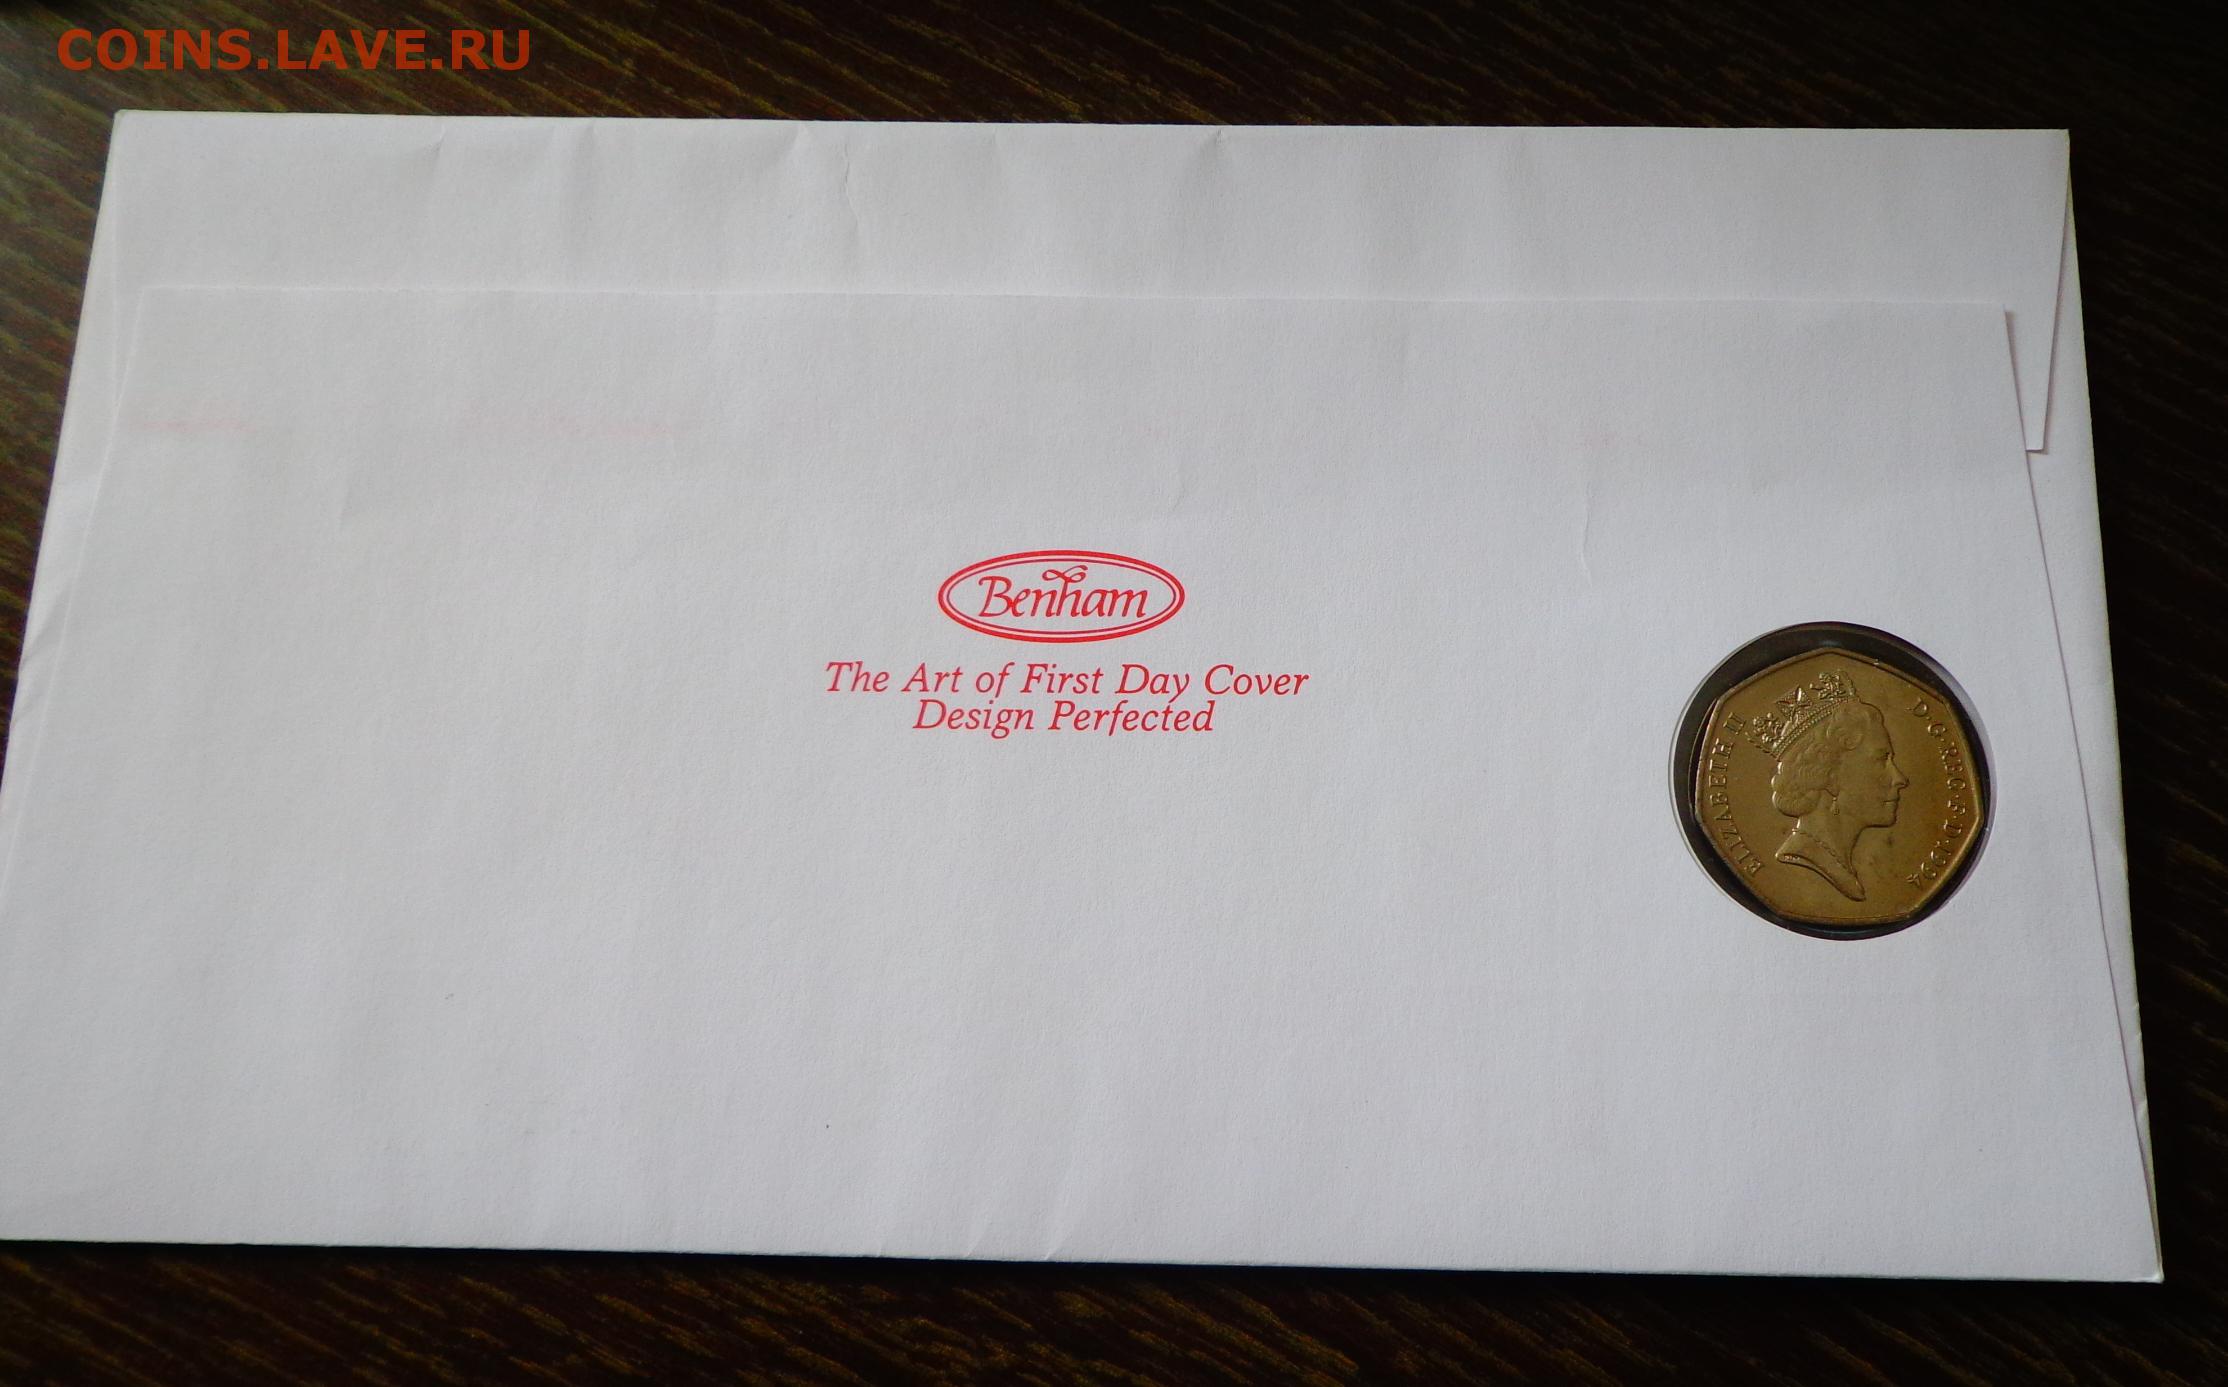 COINS.LAVE.RU
Benham
The Art of First Day Cover
Design Perfected
ELIZABETH II
D·G·REG·F·D·1994